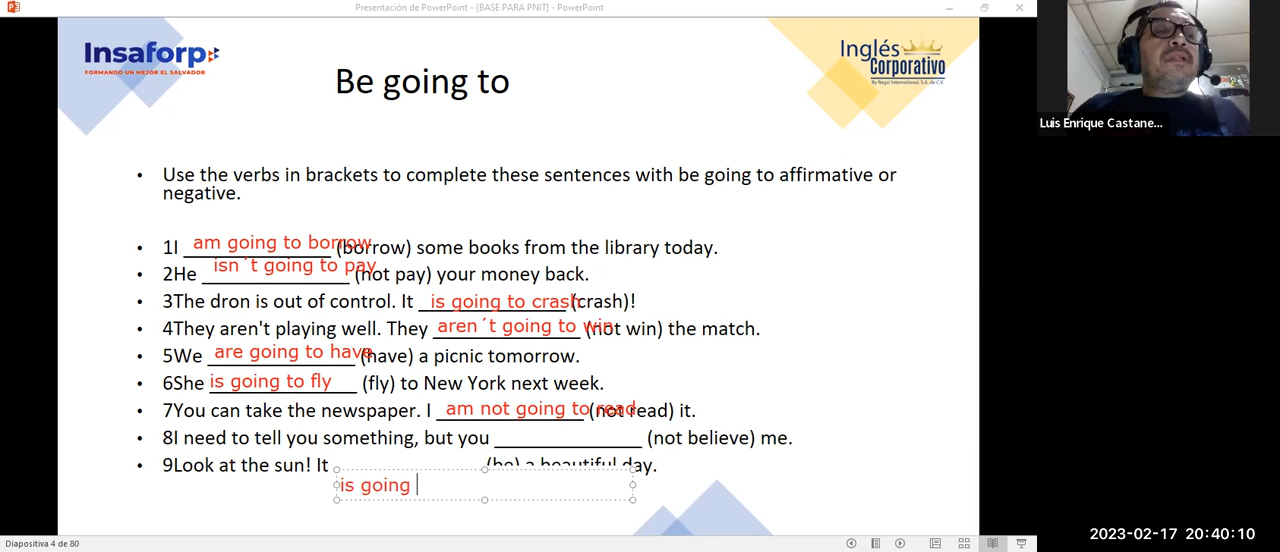 Presentación de PowerPoint - [BASE PARA PNIT] - PowerPoint
Insaforp
FORMANDO UN MEJOR EL SALVADOR
Inglés
Corporativo
By Regal International, S.A. de C.V.
Be going to
Luis Enrique Castane...
• Use the verbs in brackets to complete these sentences with be going to affirmative or
negative.
• 1I am going to borrow (borrow) some books from the library today.
• 2He isn´t going to pay (not pay) your money back.
• 3The dron is out of control. It is going to crash (crash)!
• 4They aren't playing well. They aren´t going to win (not win) the match.
• 5We are going to have (have) a picnic tomorrow.
• 6She is going to fly (fly) to New York next week.
• 7You can take the newspaper. I am not going to read (not read) it.
• 8I need to tell you something, but you ______________ (not believe) me.
• 9Look at the sun! It ______________ (be) a beautiful day.
is going
Diapositiva 4 de 80
2023-02-17 20:40:10